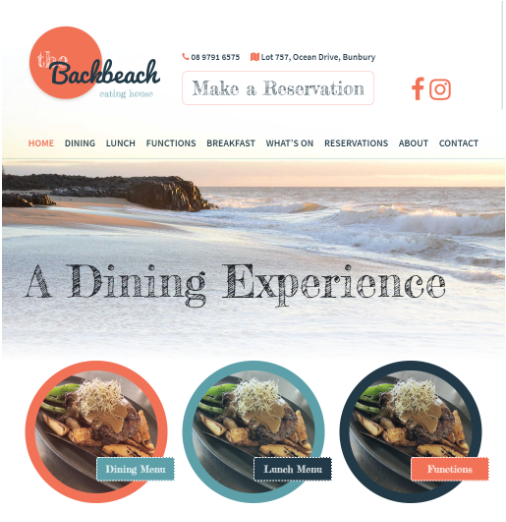 the
Backbeach
eating house
08 9791 6575 Lot 757, Ocean Drive, Bunbury
Make a Reservation
HOME DINING LUNCH FUNCTIONS BREAKFAST WHAT'S ON RESERVATIONS ABOUT CONTACT
A Dining Experience
Dining Menu Lunch Menu Functions